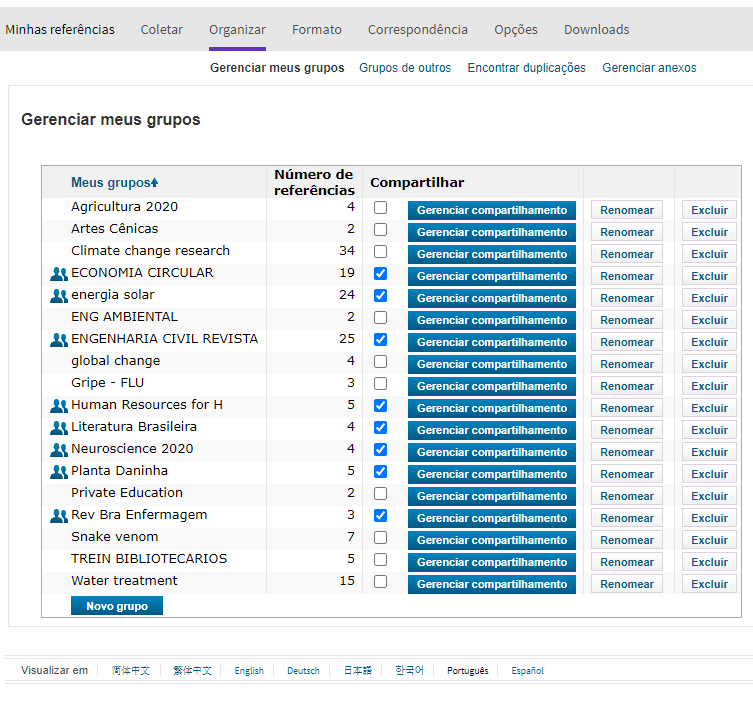 Minhas referências Coletar Organizar Formato Correspondência Opções Downloads
Gerenciar meus grupos Grupos de outros Encontrar duplicações Gerenciar anexos
Gerenciar meus grupos
Meus grupos Número de referências Compartilhar
Agricultura 2020 4 Gerenciar compartilhamento Renomear Excluir
Artes Cênicas 2 Gerenciar compartilhamento Renomear Excluir
Climate change research 34 Gerenciar compartilhamento Renomear Excluir
ECONOMIA CIRCULAR 19 Gerenciar compartilhamento Renomear Excluir
energia solar 24 Gerenciar compartilhamento Renomear Excluir
ENG AMBIENTAL 2 Gerenciar compartilhamento Renomear Excluir
ENGENHARIA CIVIL REVISTA 25 Gerenciar compartilhamento Renomear Excluir
global change 4 Gerenciar compartilhamento Renomear Excluir
Gripe - FLU 3 Gerenciar compartilhamento Renomear Excluir
Human Resources for H 5 Gerenciar compartilhamento Renomear Excluir
Literatura Brasileira 4 Gerenciar compartilhamento Renomear Excluir
Neuroscience 2020 4 Gerenciar compartilhamento Renomear Excluir
Planta Daninha 5 Gerenciar compartilhamento Renomear Excluir
Private Education 2 Gerenciar compartilhamento Renomear Excluir
Rev Bra Enfermagem 3 Gerenciar compartilhamento Renomear Excluir
Snake venom 7 Gerenciar compartilhamento Renomear Excluir
TREIN BIBLIOTECARIOS 5 Gerenciar compartilhamento Renomear Excluir
Water treatment 15 Gerenciar compartilhamento Renomear Excluir
Novo grupo
Visualizar em 简体中文 繁体中文 English Deutsch 日本語 한국어 Português Español